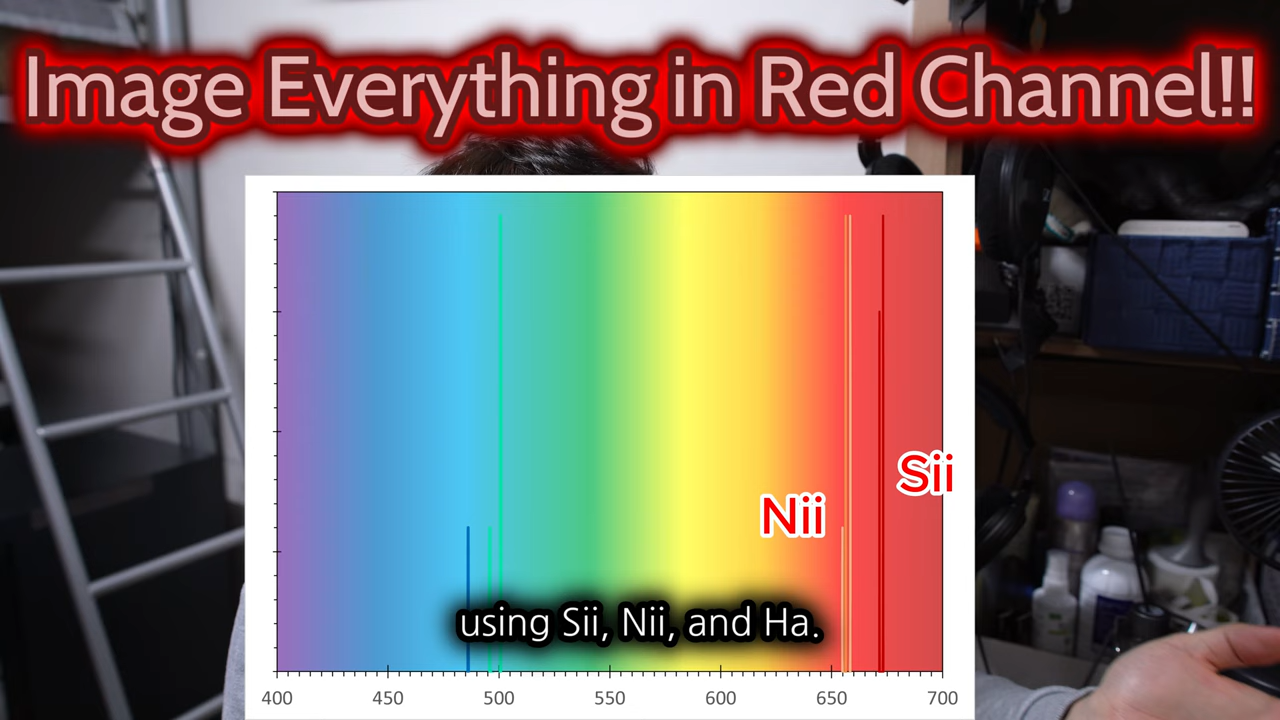 Image Everything in Red Channel!!
Sii
Nii
using Sii, Nii, and Ha.
400 450 500 550 600 650 700